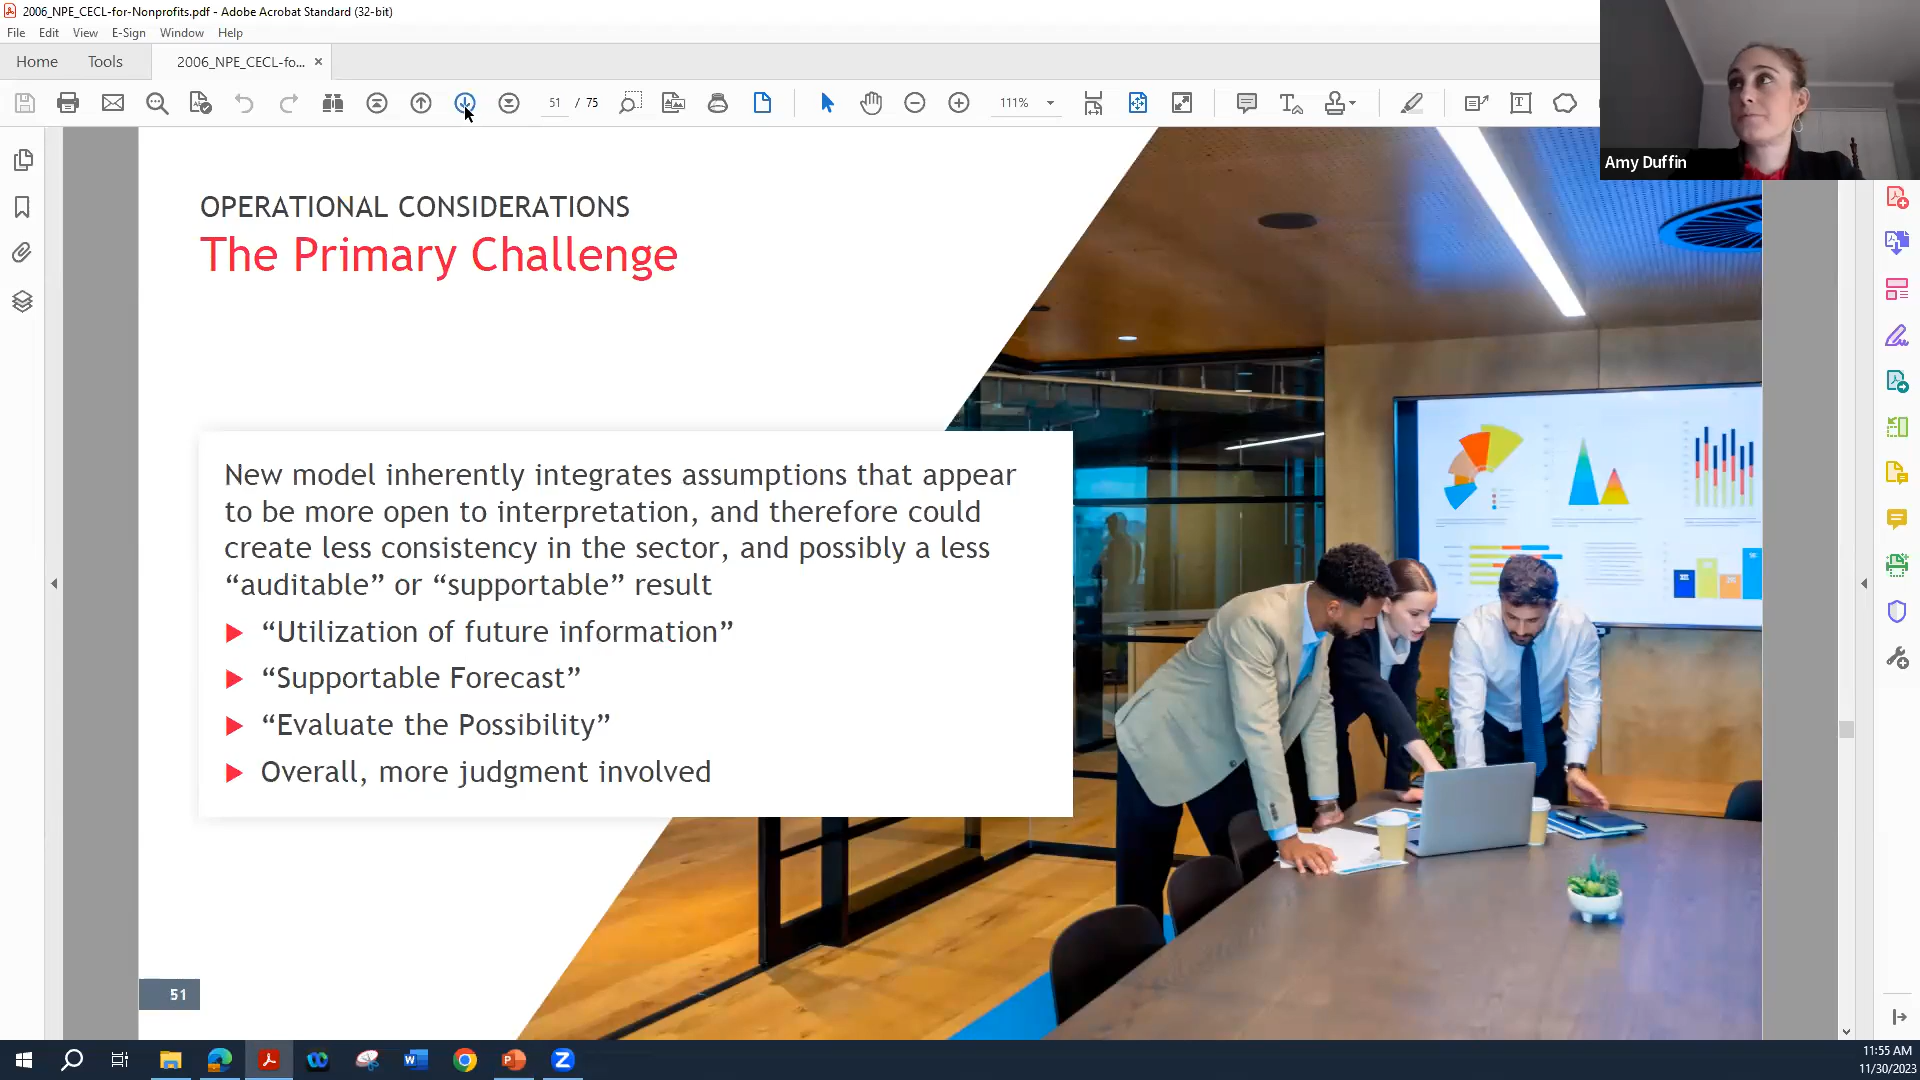 2006_NPE_CECL-for-Nonprofits.pdf - Adobe Acrobat Standard (32-bit)
File Edit View E-Sign Window Help
Home Tools 2006_NPE_CECL-fo... ×
51 / 75 111%
Amy Duffin
OPERATIONAL CONSIDERATIONS
The Primary Challenge
New model inherently integrates assumptions that appear
to be more open to interpretation, and therefore could
create less consistency in the sector, and possibly a less
“auditable” or “supportable” result
“Utilization of future information”
“Supportable Forecast”
“Evaluate the Possibility”
Overall, more judgment involved
51
11:55 AM
11/30/2023